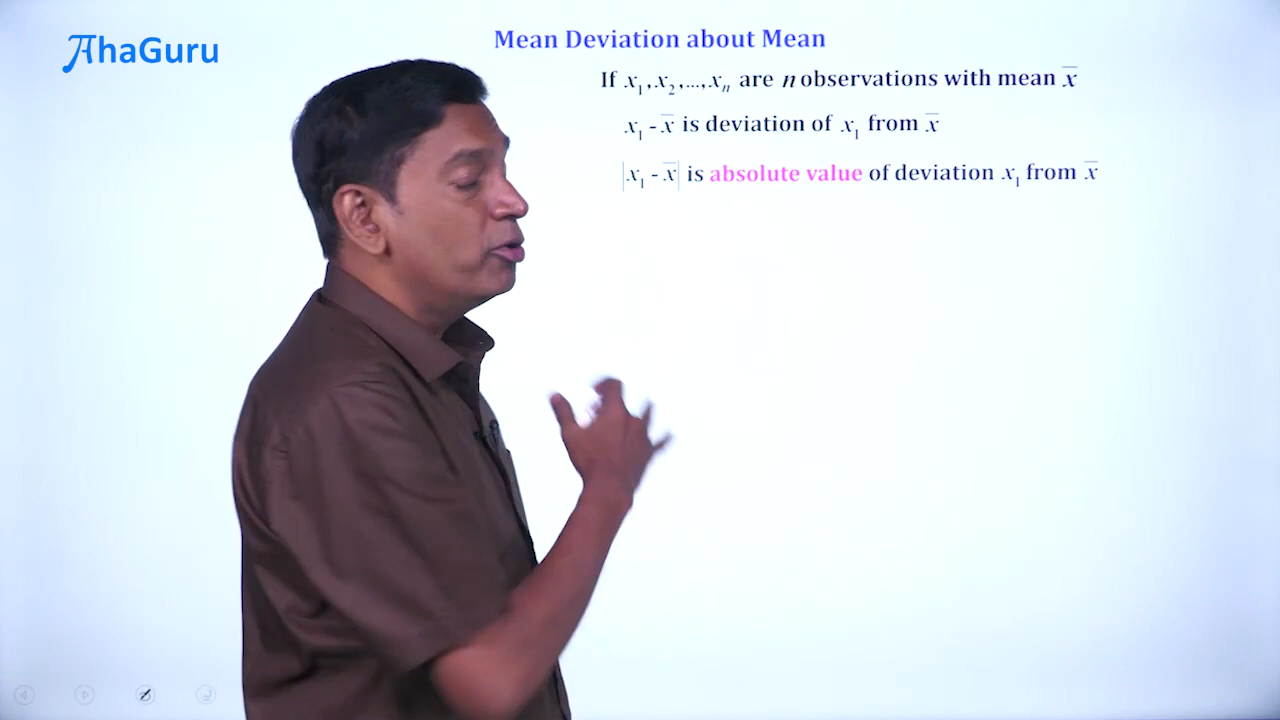 AhaGuru
Mean Deviation about Mean
If x₁, x₂, ..., xₙ are n observations with mean x̄
x₁ - x̄ is deviation of x₁ from x̄
|x₁ - x̄| is absolute value of deviation x₁ from x̄